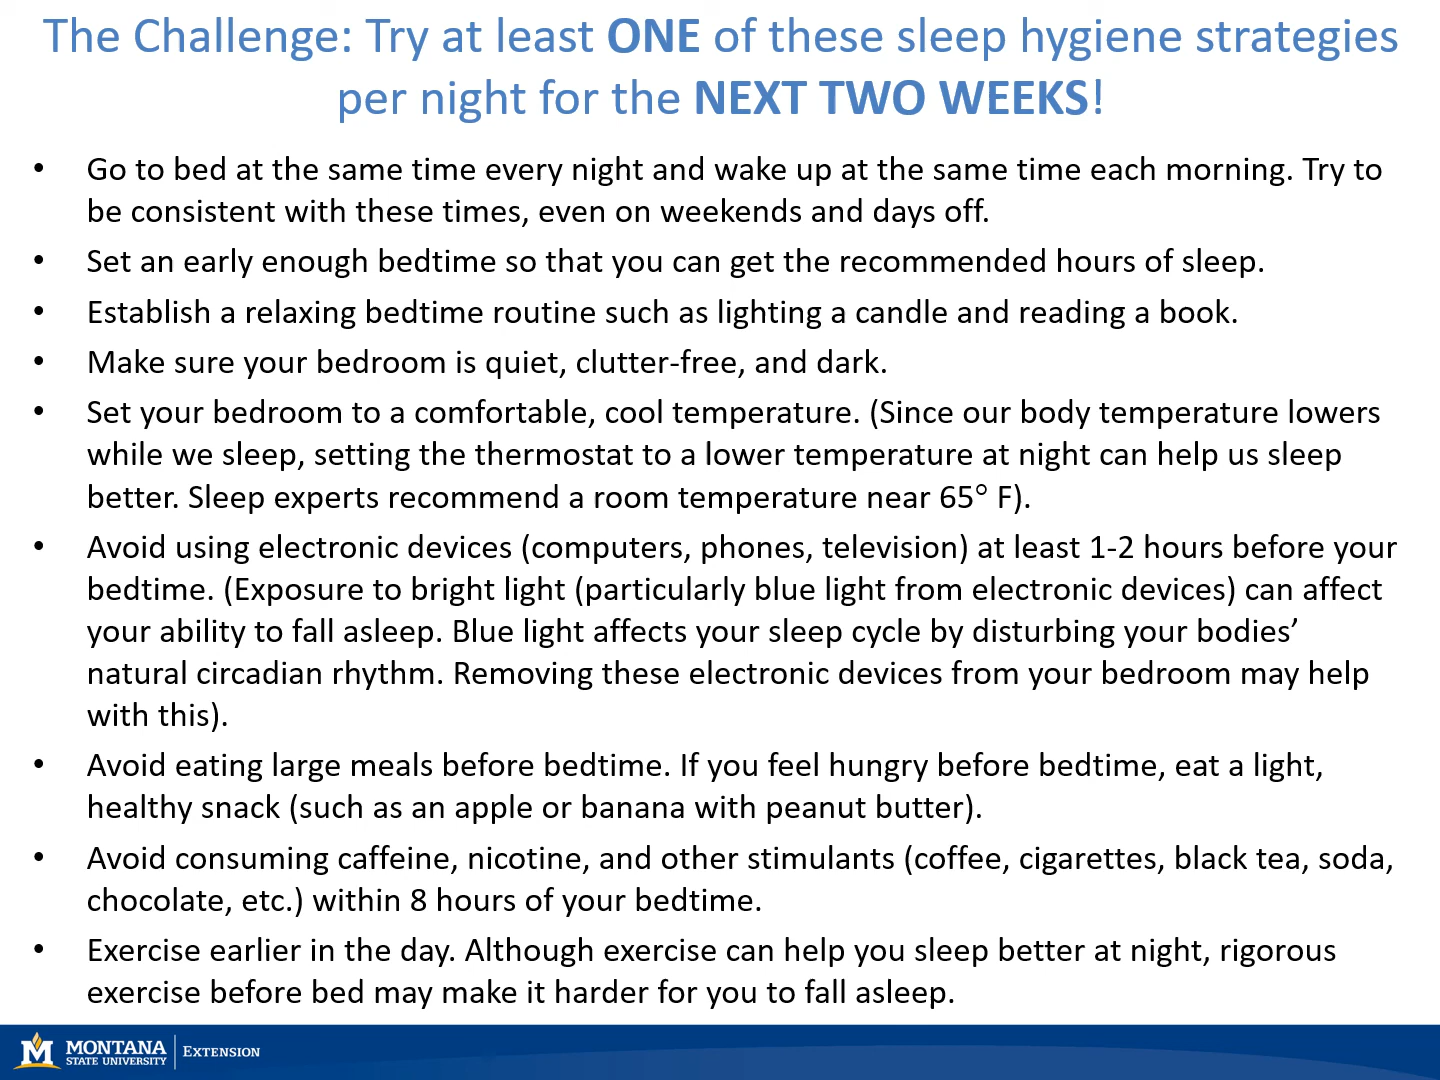 The Challenge: Try at least ONE of these sleep hygiene strategies
per night for the NEXT TWO WEEKS!
• Go to bed at the same time every night and wake up at the same time each morning. Try to
be consistent with these times, even on weekends and days off.
• Set an early enough bedtime so that you can get the recommended hours of sleep.
• Establish a relaxing bedtime routine such as lighting a candle and reading a book.
• Make sure your bedroom is quiet, clutter-free, and dark.
• Set your bedroom to a comfortable, cool temperature. (Since our body temperature lowers
while we sleep, setting the thermostat to a lower temperature at night can help us sleep
better. Sleep experts recommend a room temperature near 65° F).
• Avoid using electronic devices (computers, phones, television) at least 1-2 hours before your
bedtime. (Exposure to bright light (particularly blue light from electronic devices) can affect
your ability to fall asleep. Blue light affects your sleep cycle by disturbing your bodies’
natural circadian rhythm. Removing these electronic devices from your bedroom may help
with this).
• Avoid eating large meals before bedtime. If you feel hungry before bedtime, eat a light,
healthy snack (such as an apple or banana with peanut butter).
• Avoid consuming caffeine, nicotine, and other stimulants (coffee, cigarettes, black tea, soda,
chocolate, etc.) within 8 hours of your bedtime.
• Exercise earlier in the day. Although exercise can help you sleep better at night, rigorous
exercise before bed may make it harder for you to fall asleep.
M MONTANA
STATE UNIVERSITY
EXTENSION